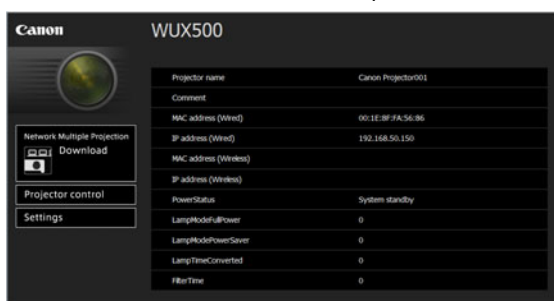 Canon
WUX500
Projector name Canon Projector001
Comment
MAC address (Wired) 00:1E:8F:FA:56:86
IP address (Wired) 192.168.50.150
MAC address (Wireless)
IP address (Wireless)
PowerStatus System standby
LampModeFullPower 0
LampModePowerSaver 0
LampTimeConverted 0
FilterTime 0
Network Multiple Projection
Download
Projector control
Settings